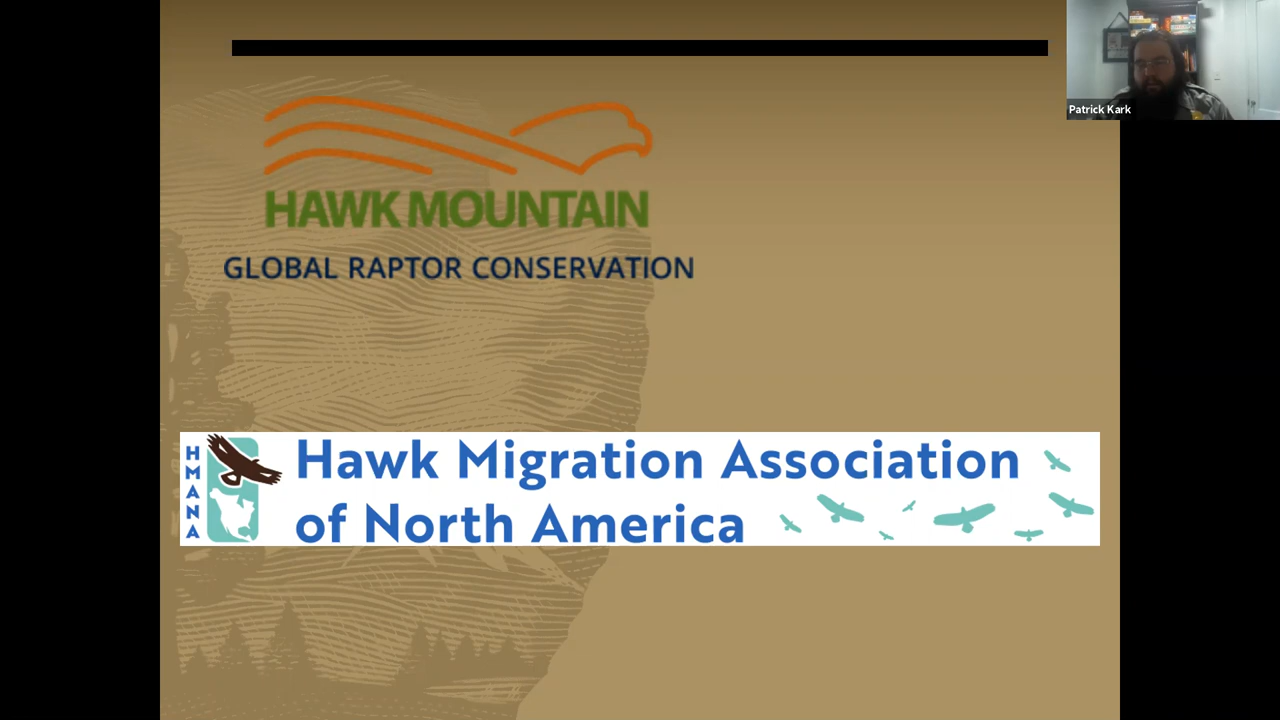 Patrick Kark
HAWK MOUNTAIN
GLOBAL RAPTOR CONSERVATION
HMANA
Hawk Migration Association
of North America